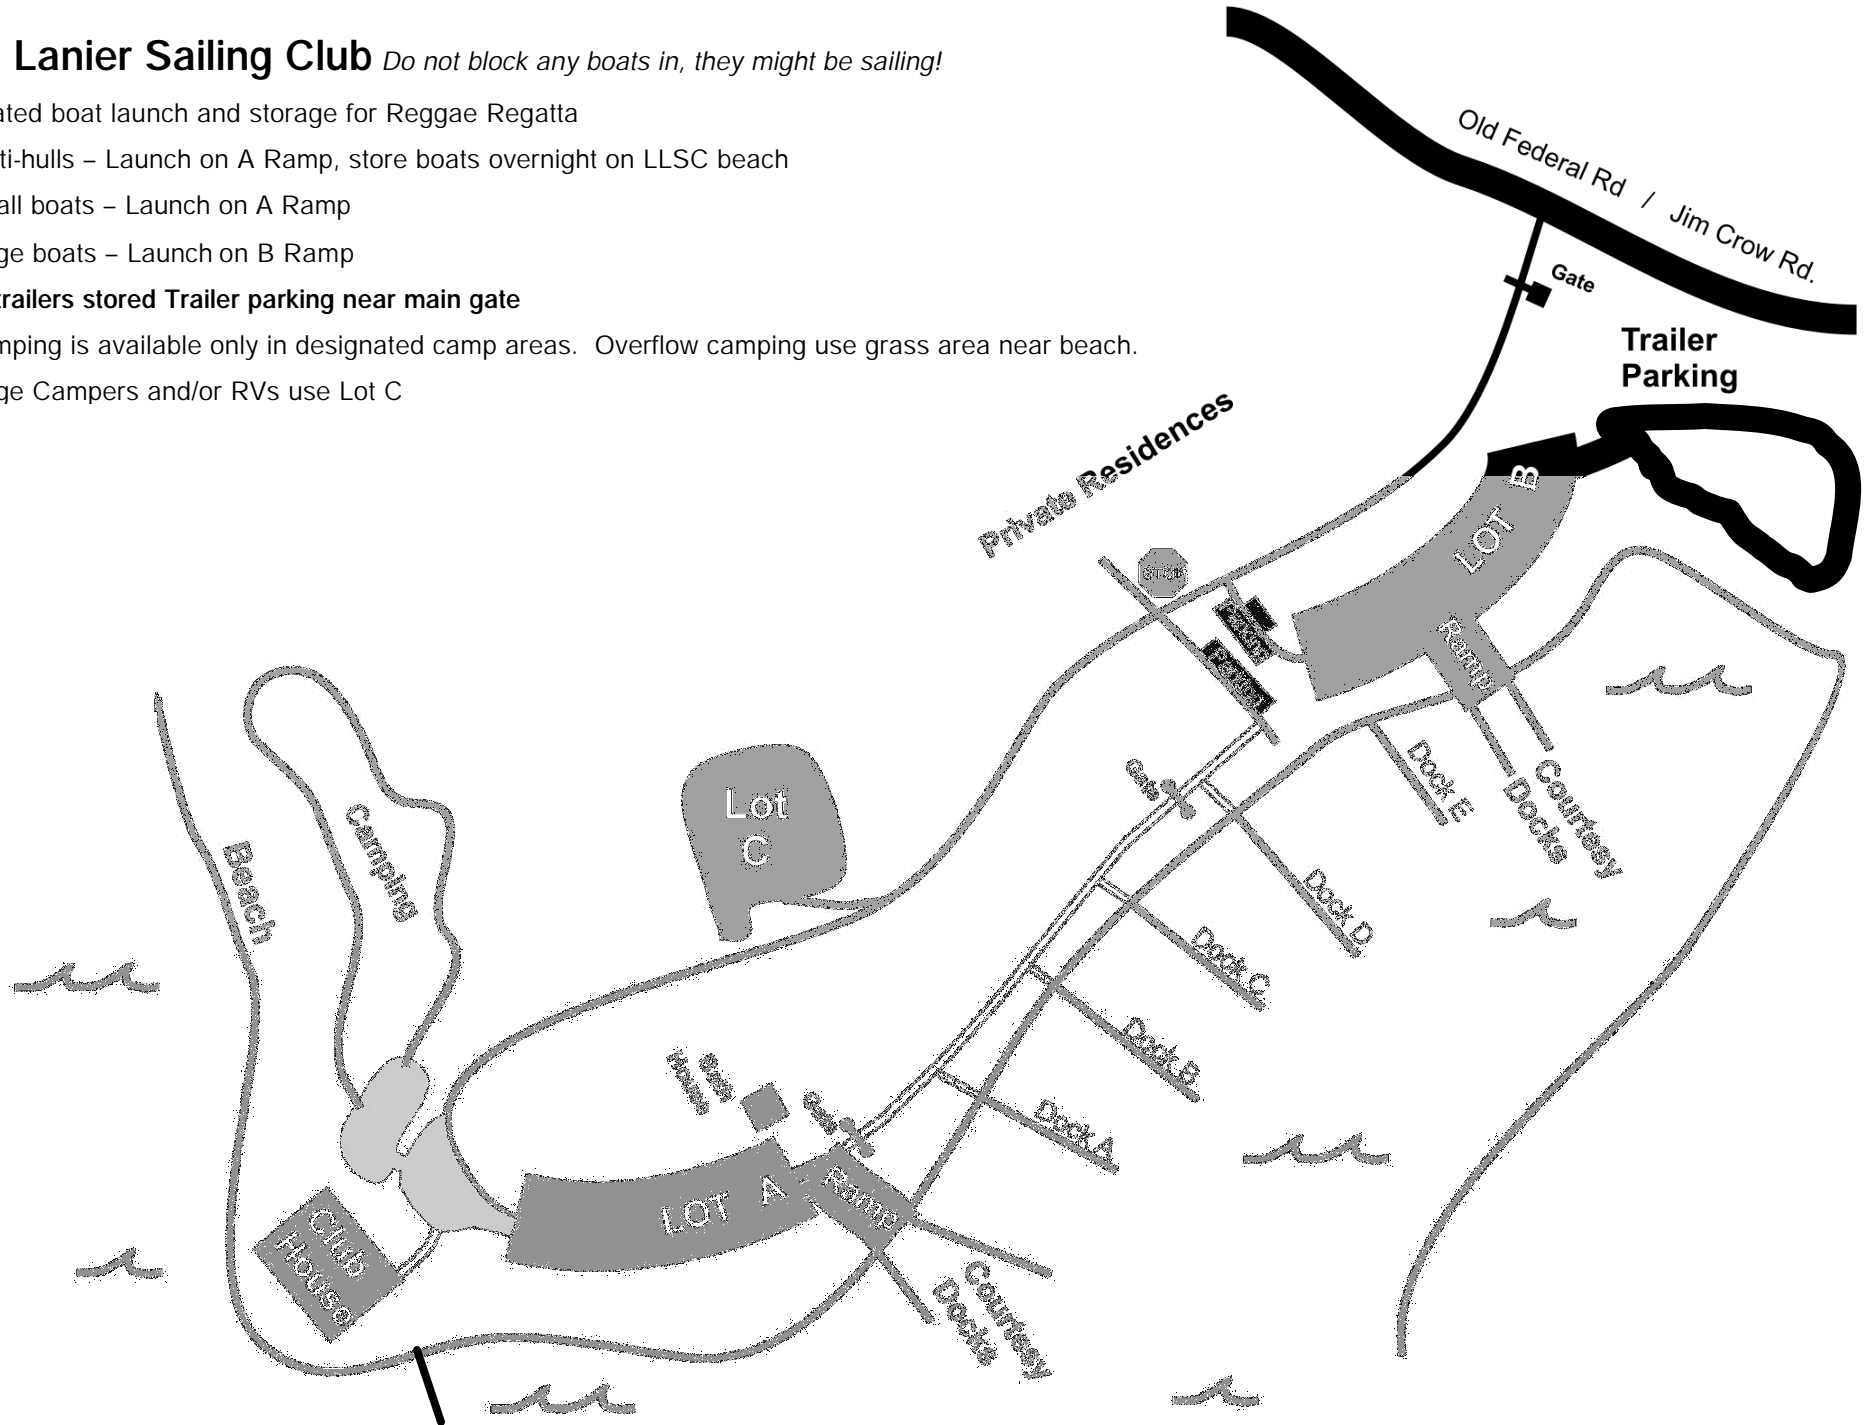 Lanier Sailing Club Do not block any boats in, they might be sailing!
ated boat launch and storage for Reggae Regatta
ti-hulls – Launch on A Ramp, store boats overnight on LLSC beach
all boats – Launch on A Ramp
ge boats – Launch on B Ramp
trailers stored Trailer parking near main gate
mping is available only in designated camp areas.  Overflow camping use grass area near beach.
ge Campers and/or RVs use Lot C
Old Federal Rd / Jim Crow Rd.
Gate
Trailer
Parking
Private Residences
LOT B
STOP
Ramp
Courtesy
Docks
Dock E
Gate
Lot
C
Camping
Beach
Dock D
Dock C
Dock B
Dock A
Gate
House
LOT A
Ramp
Club
House
Courtesy
Docks